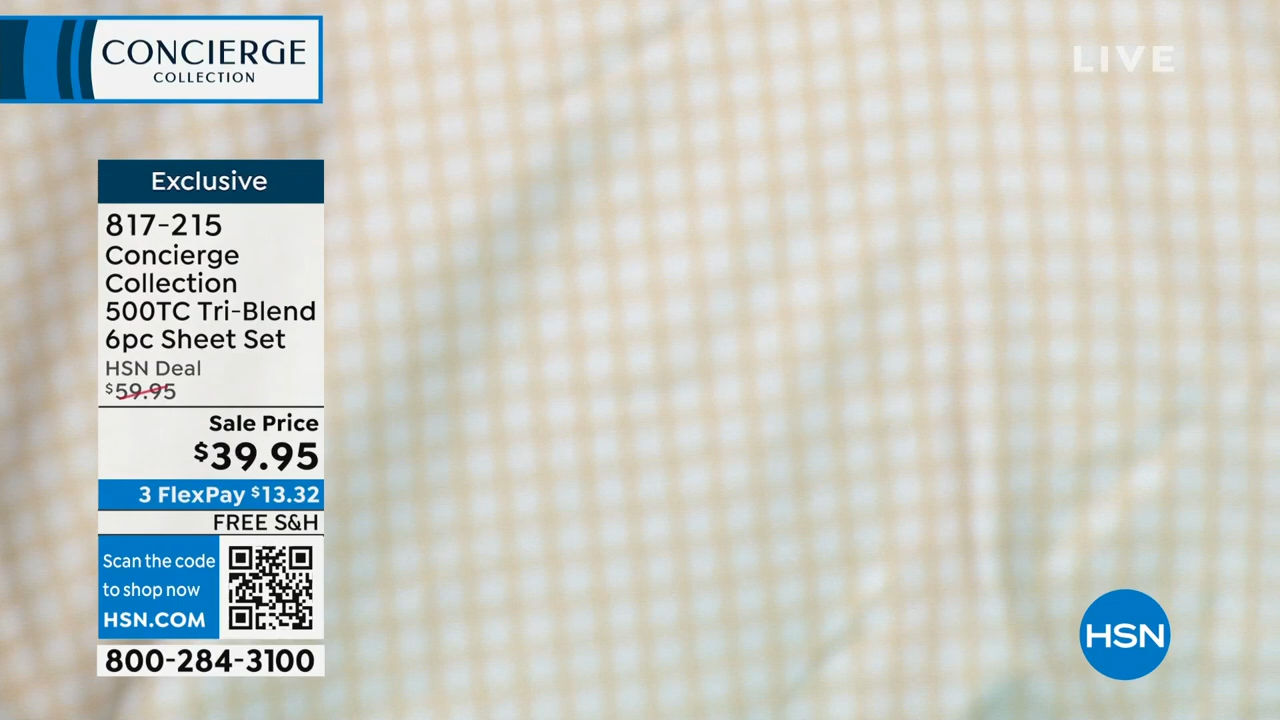 CONCIERGE
COLLECTION
LIVE
Exclusive
817-215
Concierge
Collection
500TC Tri-Blend
6pc Sheet Set
HSN Deal
$59.95
Sale Price
$39.95
3 FlexPay $13.32
FREE S&H
Scan the code
to shop now
HSN.COM
800-284-3100
HSN